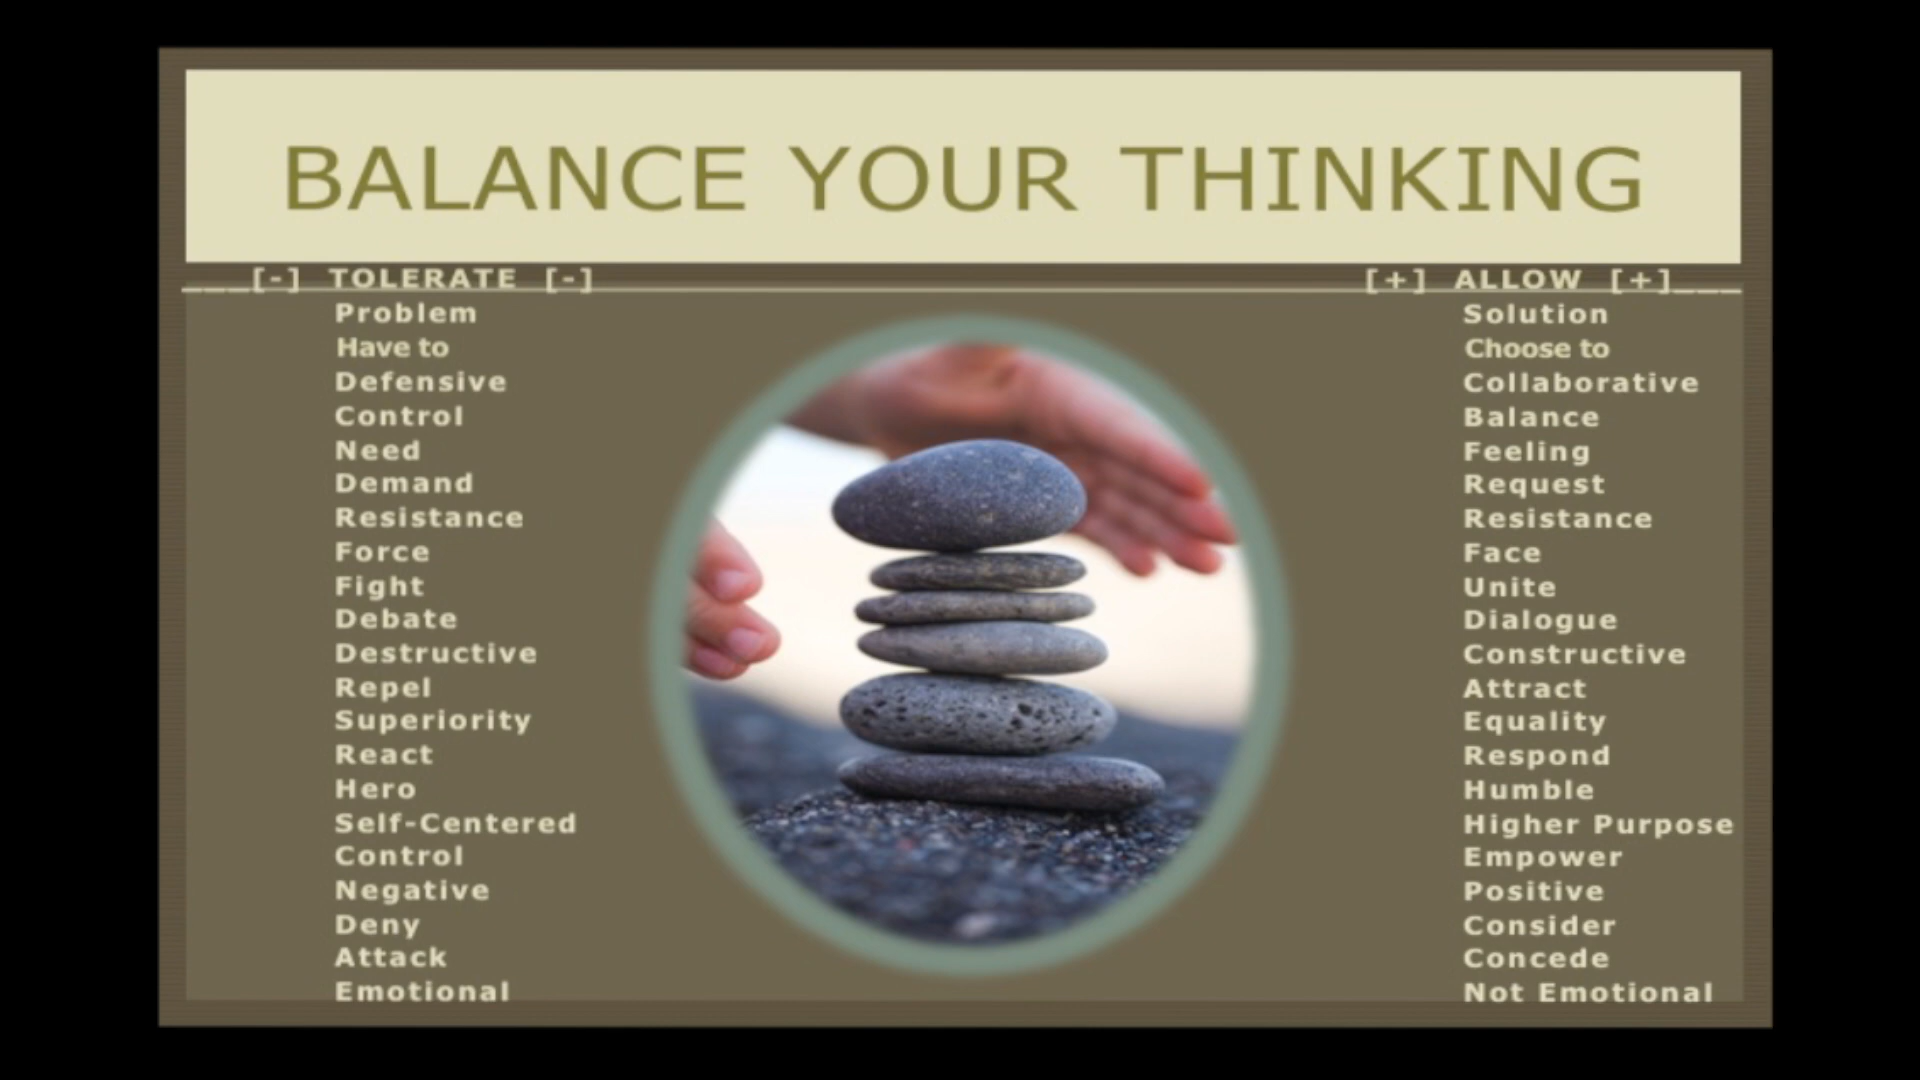 BALANCE YOUR THINKING
___[-] TOLERATE [-]
Problem
Have to
Defensive
Control
Need
Demand
Resistance
Force
Fight
Debate
Destructive
Repel
Superiority
React
Hero
Self-Centered
Control
Negative
Deny
Attack
Emotional
[+] ALLOW [+]___
Solution
Choose to
Collaborative
Balance
Feeling
Request
Resistance
Face
Unite
Dialogue
Constructive
Attract
Equality
Respond
Humble
Higher Purpose
Empower
Positive
Consider
Concede
Not Emotional